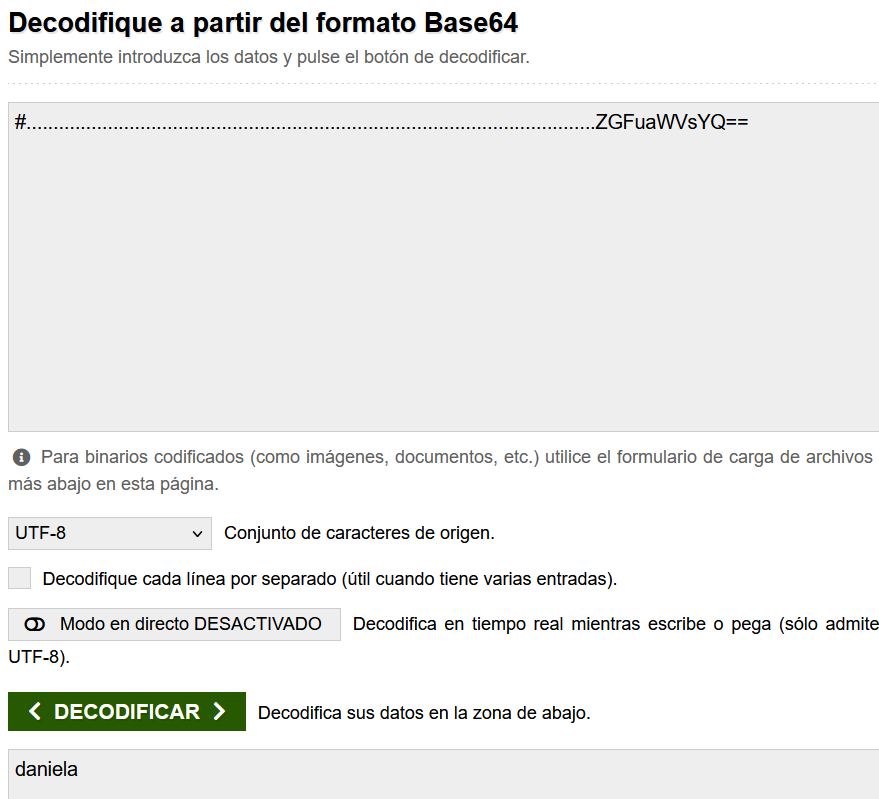 Decodifique a partir del formato Base64
Simplemente introduzca los datos y pulse el botón de decodificar.
#.........................................................................................................ZGFuaWVsYQ==
Para binarios codificados (como imágenes, documentos, etc.) utilice el formulario de carga de archivos
más abajo en esta página.
UTF-8 Conjunto de caracteres de origen.
Decodifique cada línea por separado (útil cuando tiene varias entradas).
Modo en directo DESACTIVADO Decodifica en tiempo real mientras escribe o pega (sólo admite
UTF-8).
DECODIFICAR Decodifica sus datos en la zona de abajo.
daniela